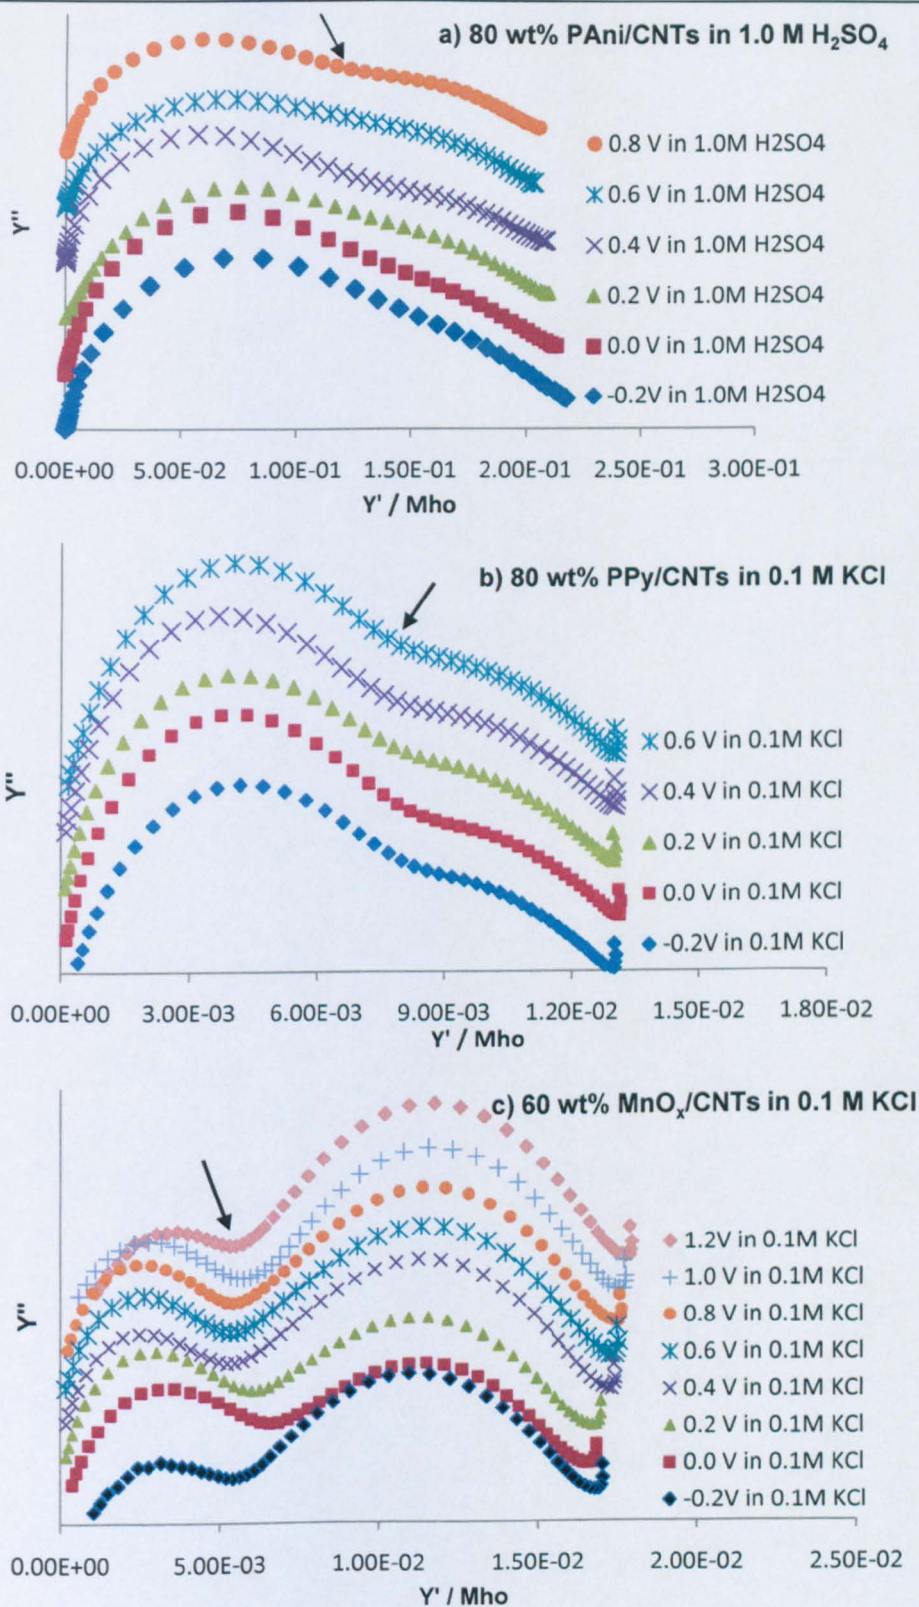 a) 80 wt% PAni/CNTs in 1.0 M H₂SO₄
Y"
0.8 V in 1.0M H2SO4
0.6 V in 1.0M H2SO4
0.4 V in 1.0M H2SO4
0.2 V in 1.0M H2SO4
0.0 V in 1.0M H2SO4
-0.2V in 1.0M H2SO4
0.00E+00 5.00E-02 1.00E-01 1.50E-01 2.00E-01 2.50E-01 3.00E-01
Y' / Mho
b) 80 wt% PPy/CNTs in 0.1 M KCl
Y"
0.6 V in 0.1M KCl
0.4 V in 0.1M KCl
0.2 V in 0.1M KCl
0.0 V in 0.1M KCl
-0.2V in 0.1M KCl
0.00E+00 3.00E-03 6.00E-03 9.00E-03 1.20E-02 1.50E-02 1.80E-02
Y' / Mho
c) 60 wt% MnOₓ/CNTs in 0.1 M KCl
Y"
1.2V in 0.1M KCl
1.0 V in 0.1M KCl
0.8 V in 0.1M KCl
0.6 V in 0.1M KCl
0.4 V in 0.1M KCl
0.2 V in 0.1M KCl
0.0 V in 0.1M KCl
-0.2V in 0.1M KCl
0.00E+00 5.00E-03 1.00E-02 1.50E-02 2.00E-02 2.50E-02
Y' / Mho